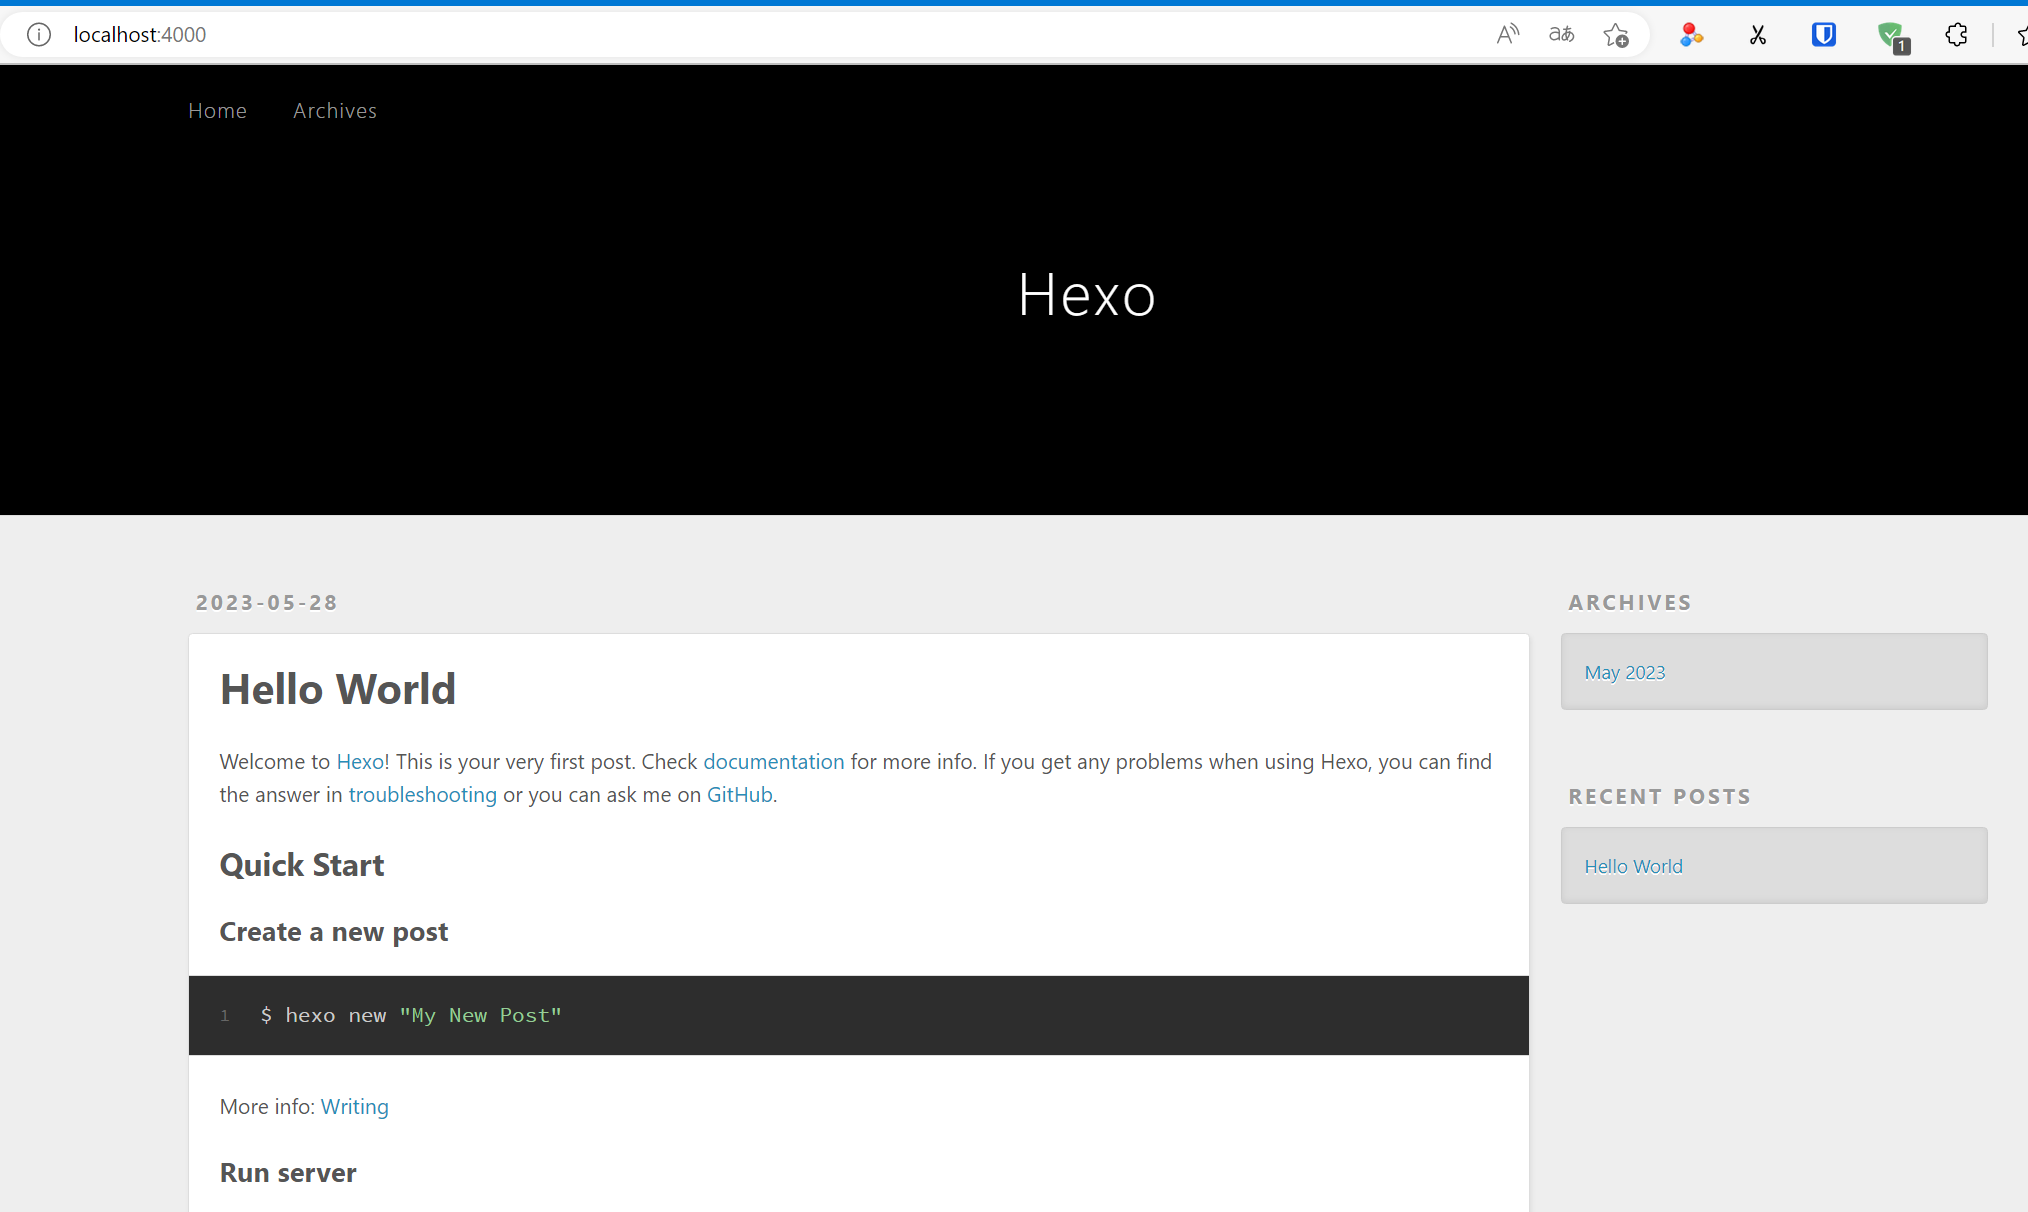 localhost:4000
aあ
1
Home Archives
Hexo
2023-05-28
Hello World
Welcome to Hexo! This is your very first post. Check documentation for more info. If you get any problems when using Hexo, you can find
the answer in troubleshooting or you can ask me on GitHub.
Quick Start
Create a new post
1 $ hexo new "My New Post"
More info: Writing
Run server
ARCHIVES
May 2023
RECENT POSTS
Hello World